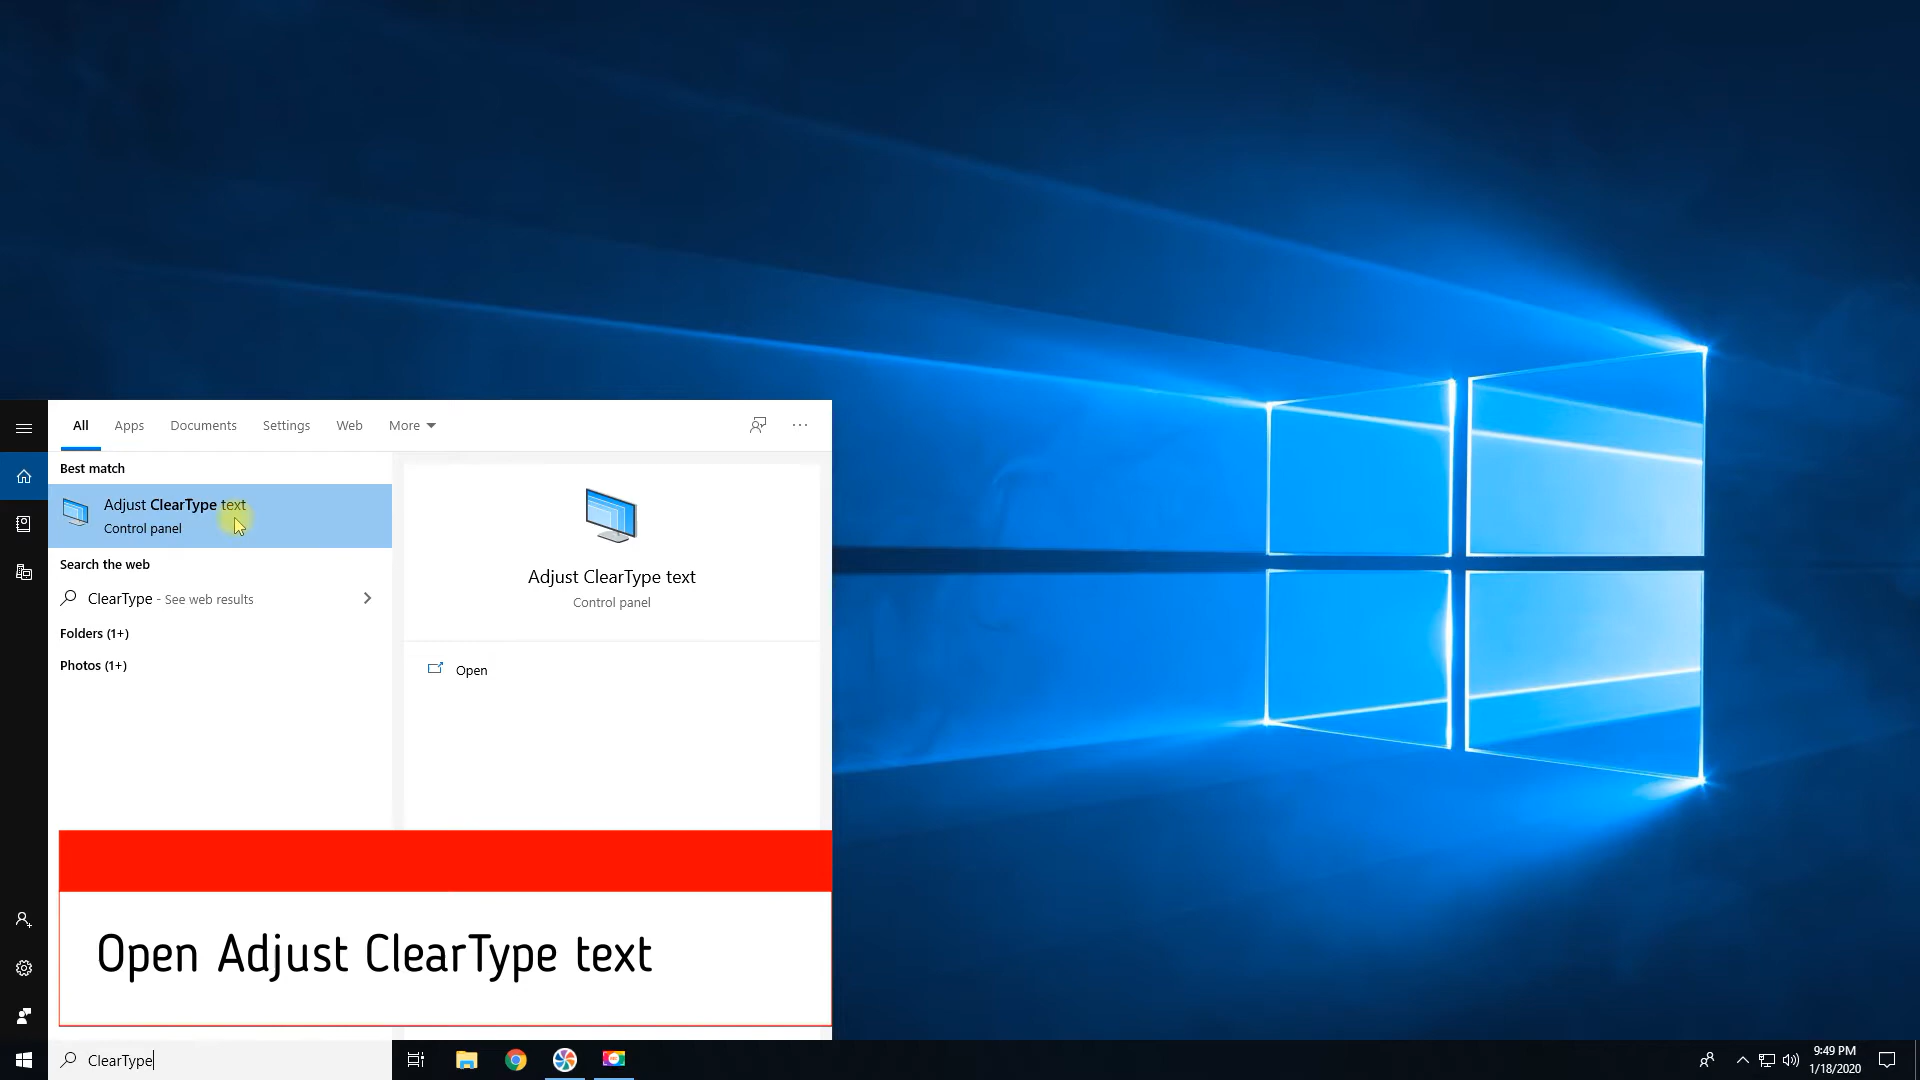 All Apps Documents Settings Web More
Best match
Adjust ClearType text
Control panel
Search the web
ClearType - See web results
Folders (1+)
Photos (1+)
Adjust ClearType text
Control panel
Open
Open Adjust ClearType text
ClearType
9:49 PM
1/18/2020